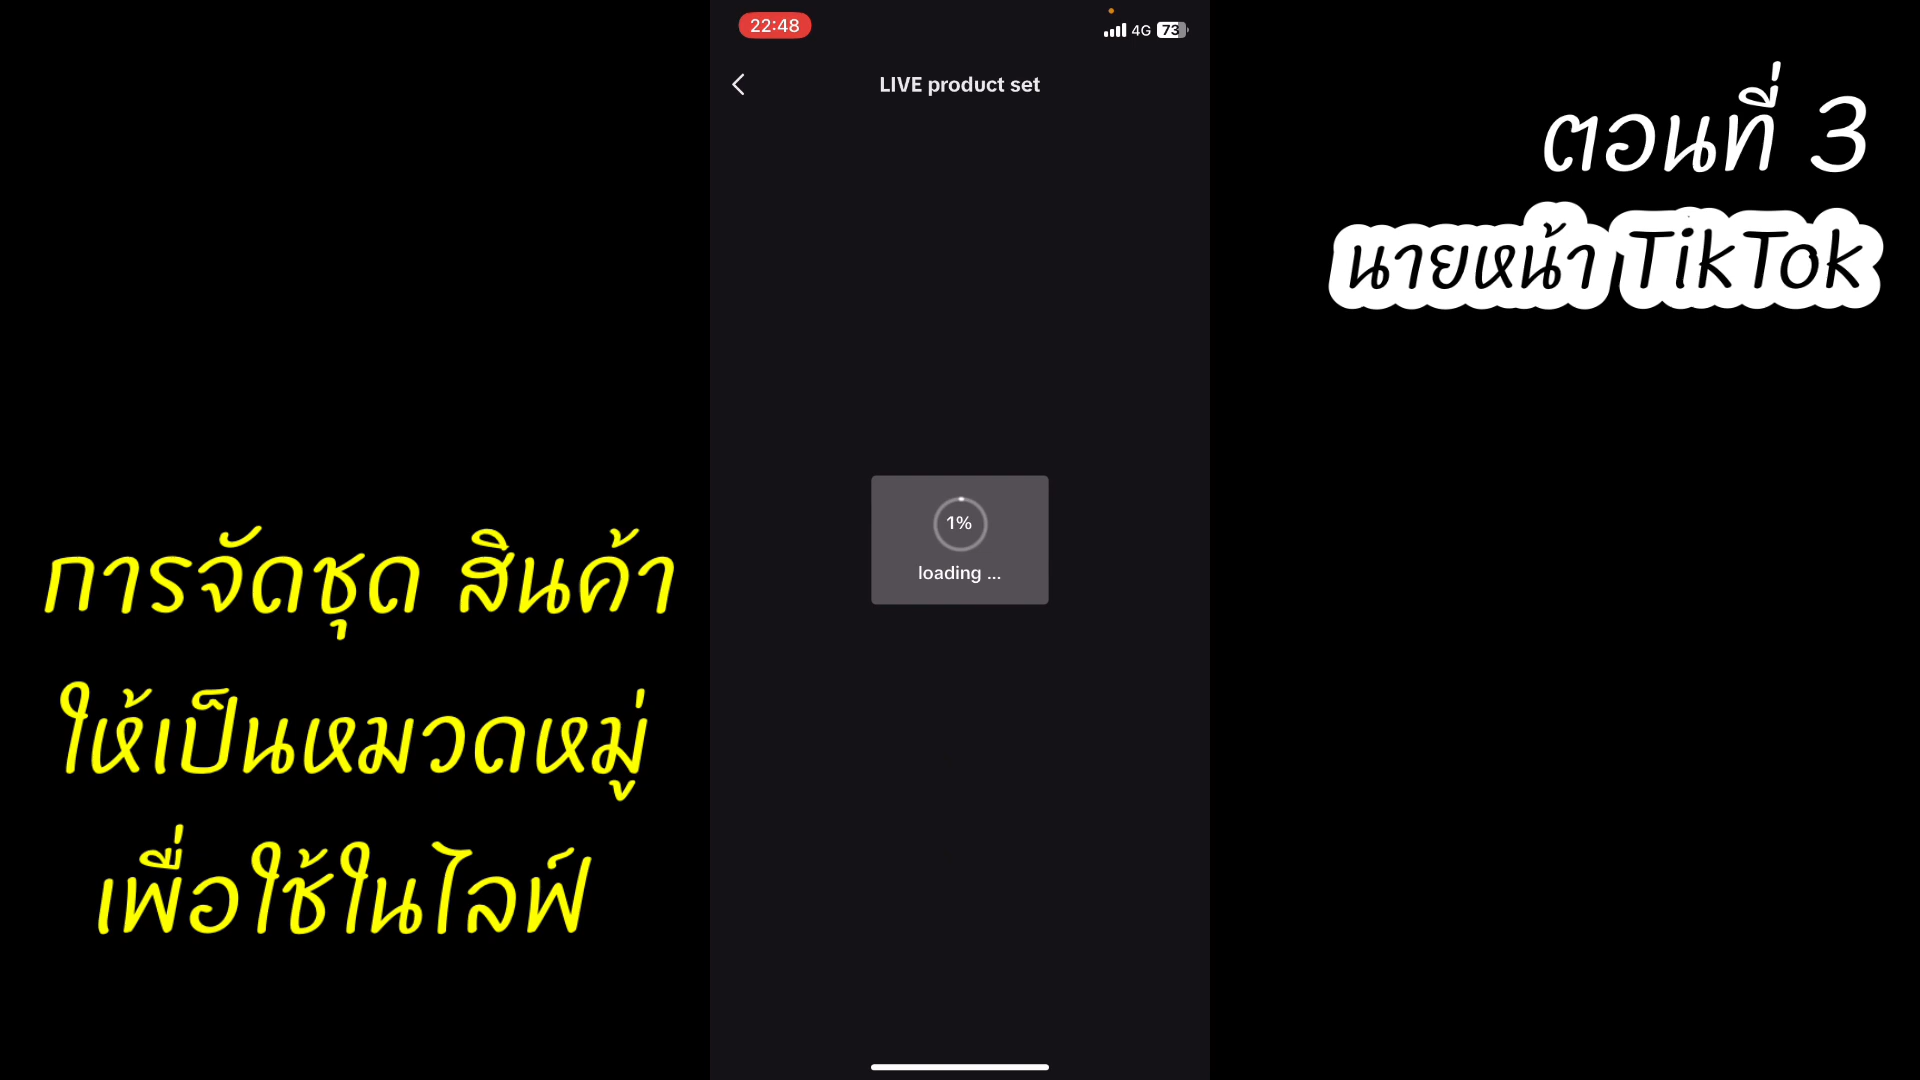 22:48
4G 73
LIVE product set
ตอนที่ 3
นายหน้า TikTok
1%
loading ...
การจัดชุด สินค้า
ให้เป็นหมวดหมู่
เพื่อใช้ในไลฟ์